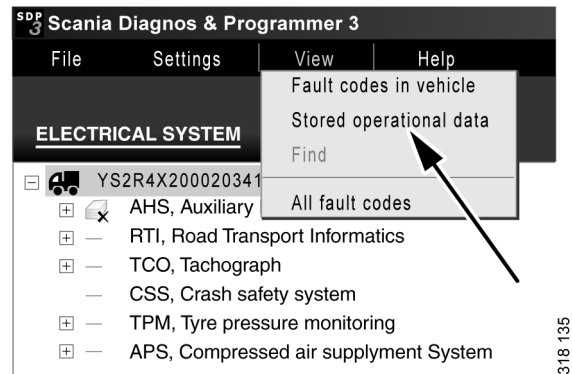 SDP3 Scania Diagnos & Programmer 3
File Settings View Help
Fault codes in vehicle
Stored operational data
Find
All fault codes
ELECTRICAL SYSTEM
YS2R4X200020341
AHS, Auxiliary
RTI, Road Transport Informatics
TCO, Tachograph
CSS, Crash safety system
TPM, Tyre pressure monitoring
APS, Compressed air supplyment System
318 135